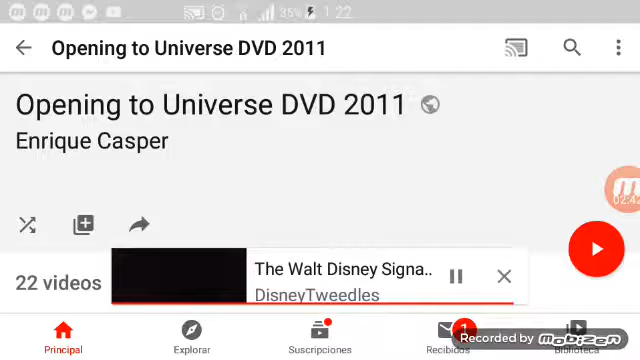 35% 1:22
Opening to Universe DVD 2011
Opening to Universe DVD 2011
Enrique Casper
02:42
22 videos
The Walt Disney Signa..
DisneyTweedles
1
Principal
Explorar
Suscripciones
Recibidos
Biblioteca
Recorded by Mobizen